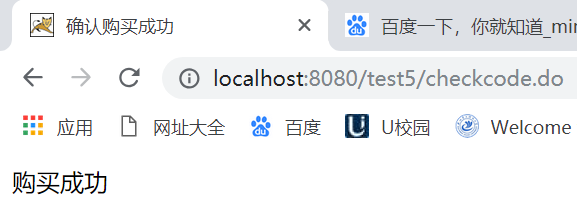 确认购买成功 百度一下，你就知道_min
localhost:8080/test5/checkcode.do
应用 网址大全 百度 U校园 Welcome
购买成功